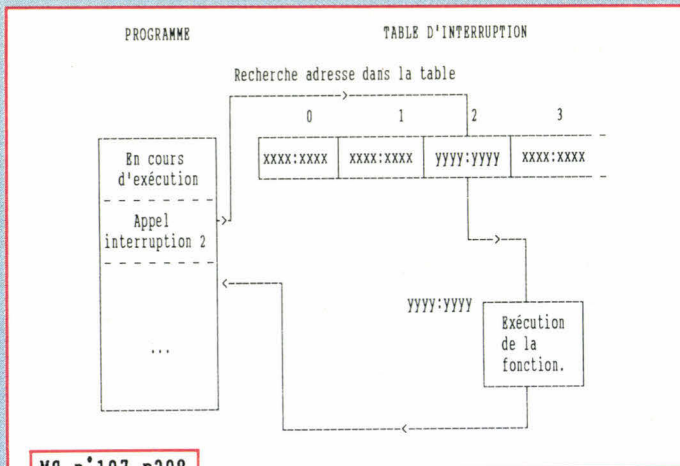 PROGRAMME
TABLE D'INTERRUPTION
Recherche adresse dans la table
0 1 2 3
xxxx:xxxx xxxx:xxxx yyyy:yyyy xxxx:xxxx
En cours
d'exécution
Appel
interruption 2
...
yyyy:yyyy
Exécution
de la
fonction.